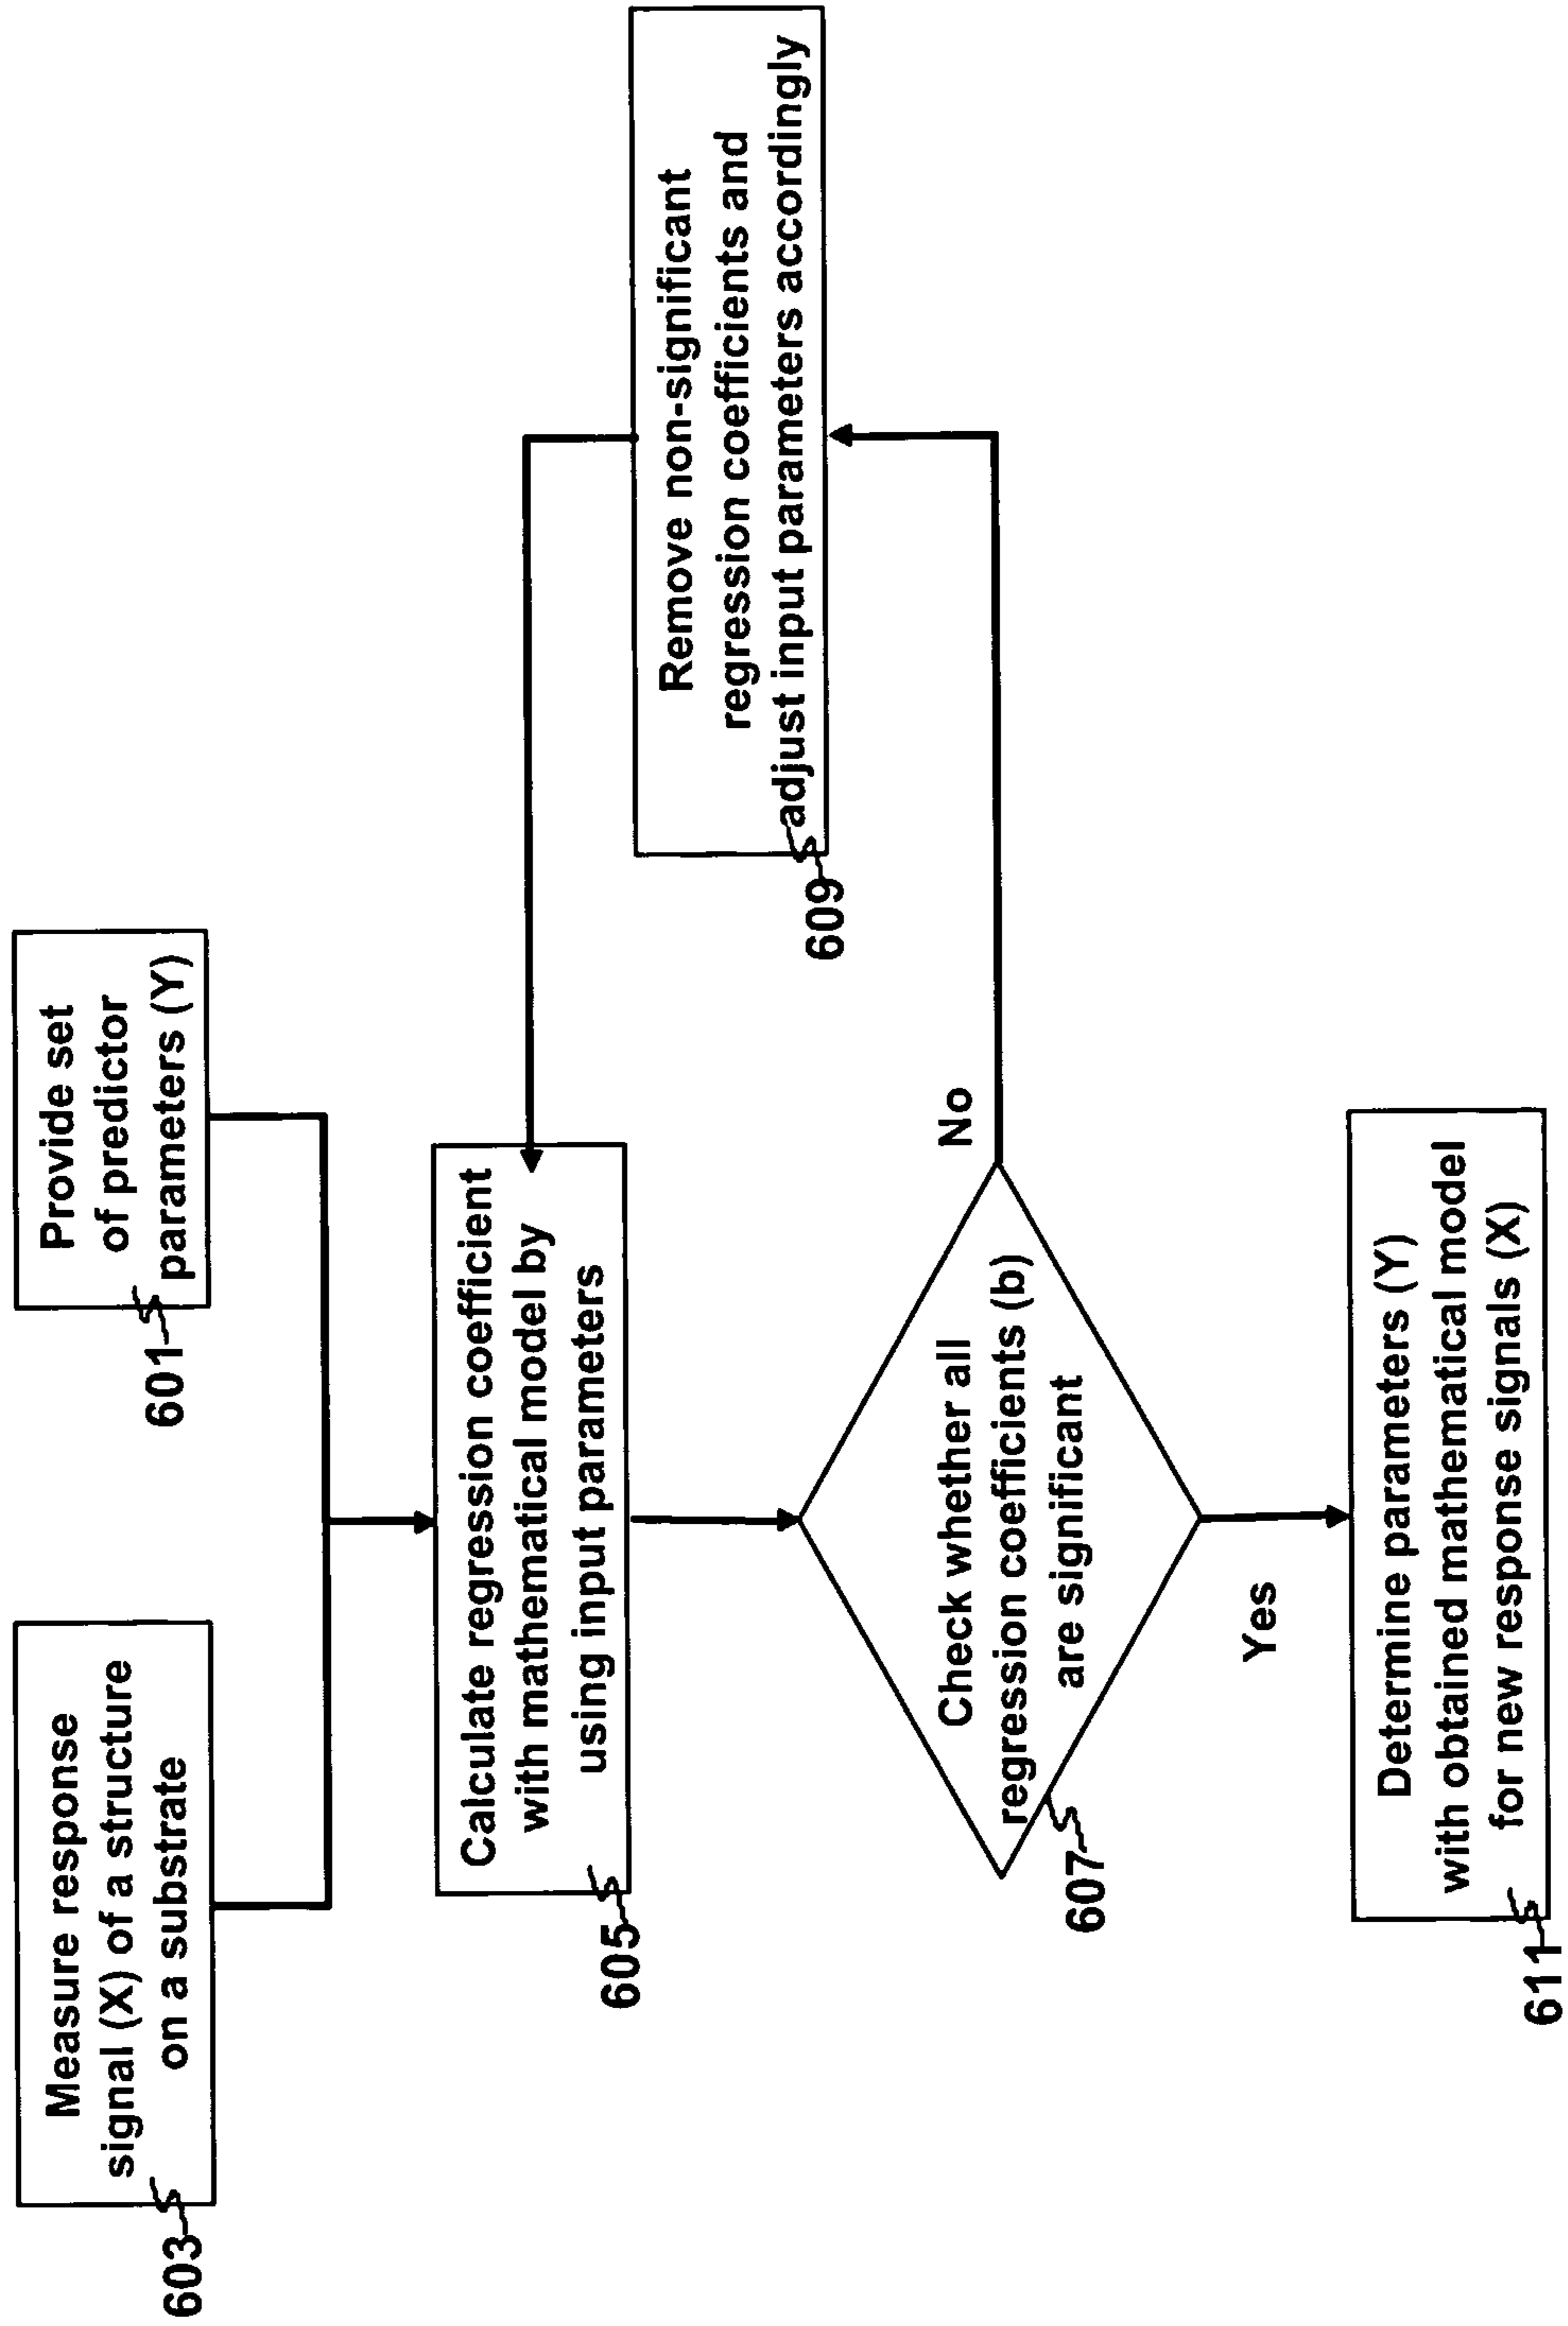 Measure response
signal (X) of a structure
on a substrate
603
Provide set
of predictor
parameters (Y)
601
Calculate regression coefficient
with mathematical model by
using input parameters
605
Check whether all
regression coefficients (b)
are significant
607
No
Remove non-significant
regression coefficients and
adjust input parameters accordingly
609
Yes
Determine parameters (Y)
with obtained mathematical model
for new response signals (X)
611